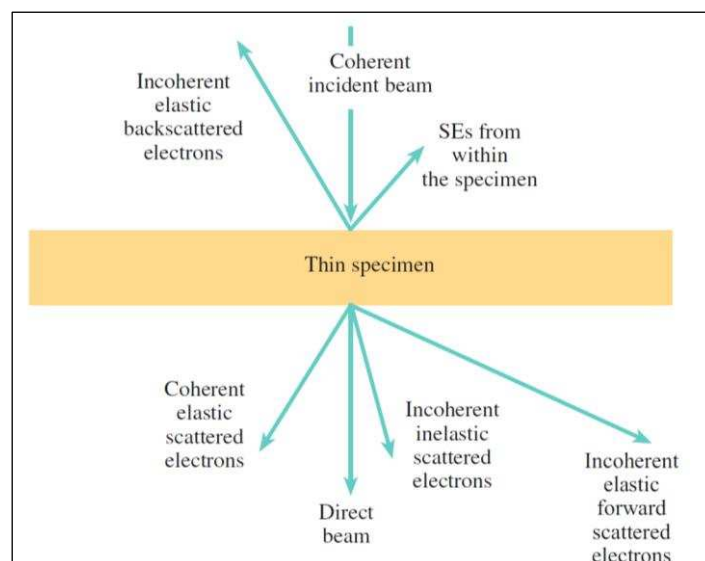 Coherent
incident beam
Incoherent
elastic
backscattered
electrons
SEs from
within
the specimen
Thin specimen
Coherent
elastic
scattered
electrons
Direct
beam
Incoherent
inelastic
scattered
electrons
Incoherent
elastic
forward
scattered
electrons